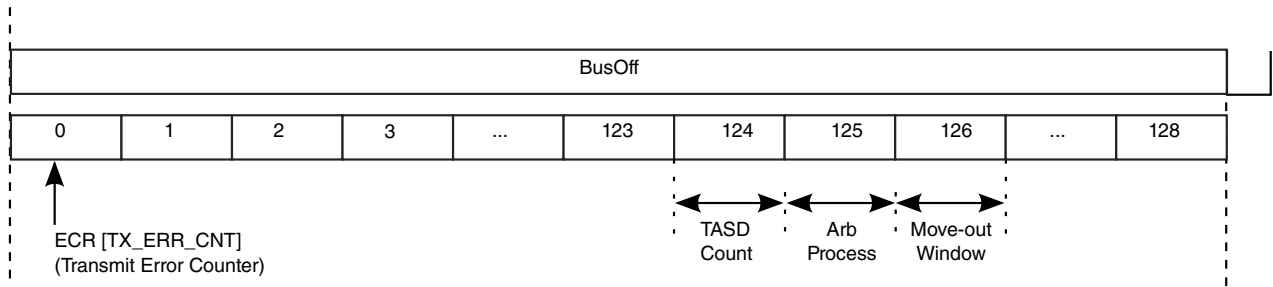 BusOff
0 1 2 3 ... 123 124 125 126 ... 128
ECR [TX_ERR_CNT]
(Transmit Error Counter)
TASD
Count
Arb
Process
Move-out
Window